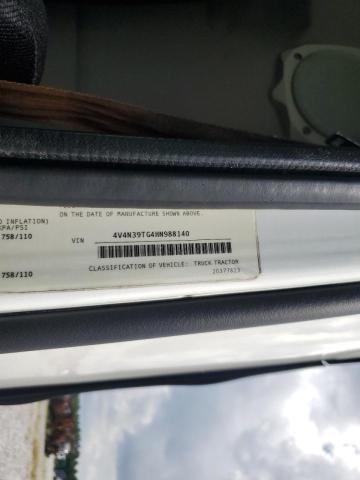 ON THE DATE OF MANUFACTURE SHOWN ABOVE.
INFLATION)
KPA/PSI
758/110
VIN 4V4N39TG4HN988140
758/110
CLASSIFICATION OF VEHICLE: TRUCK TRACTOR
20377623